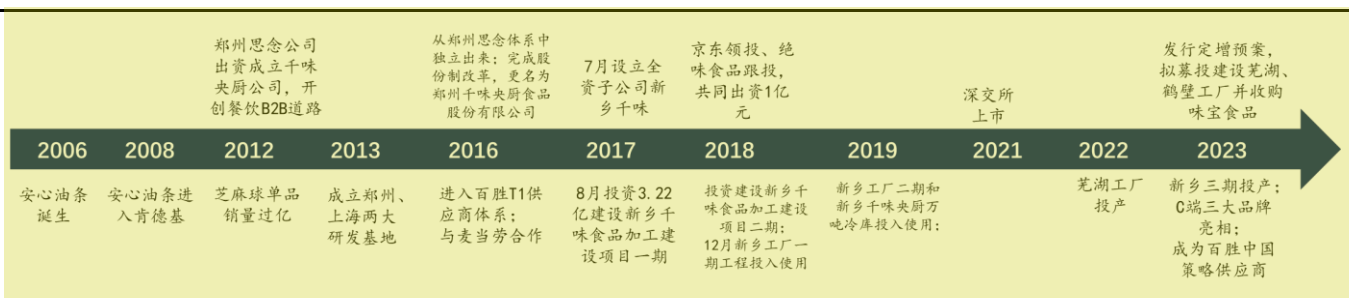 郑州思念公司
出资成立千味
央厨公司,开
创餐饮B2B道路
从郑州思念体系中
独立出来;完成股
份制改革,更名为
郑州千味央厨食品
股份有限公司
7月设立全
资子公司新
乡千味
京东领投、绝
味食品跟投,
共同出资1亿
元
深交所
上市
发行定增预案,
拟募投建设芜湖、
鹤壁工厂并收购
味宝食品
2006
2008
2012
2013
2016
2017
2018
2019
2021
2022
2023
安心油条
诞生
安心油条进
入肯德基
芝麻球单品
销量过亿
成立郑州、
上海两大
研发基地
进入百胜T1供
应商体系;
与麦当劳合作
8月投资3.22
亿建设新乡千
味食品加工建
设项目一期
投资建设新乡千
味食品加工建设
项目二期;
12月新乡工厂一
期工程投入使用
新乡工厂二期和
新乡千味央厨万
吨冷库投入使用;
芜湖工厂
投产
新乡三期投产;
C端三大品牌
亮相;
成为百胜中国
策略供应商